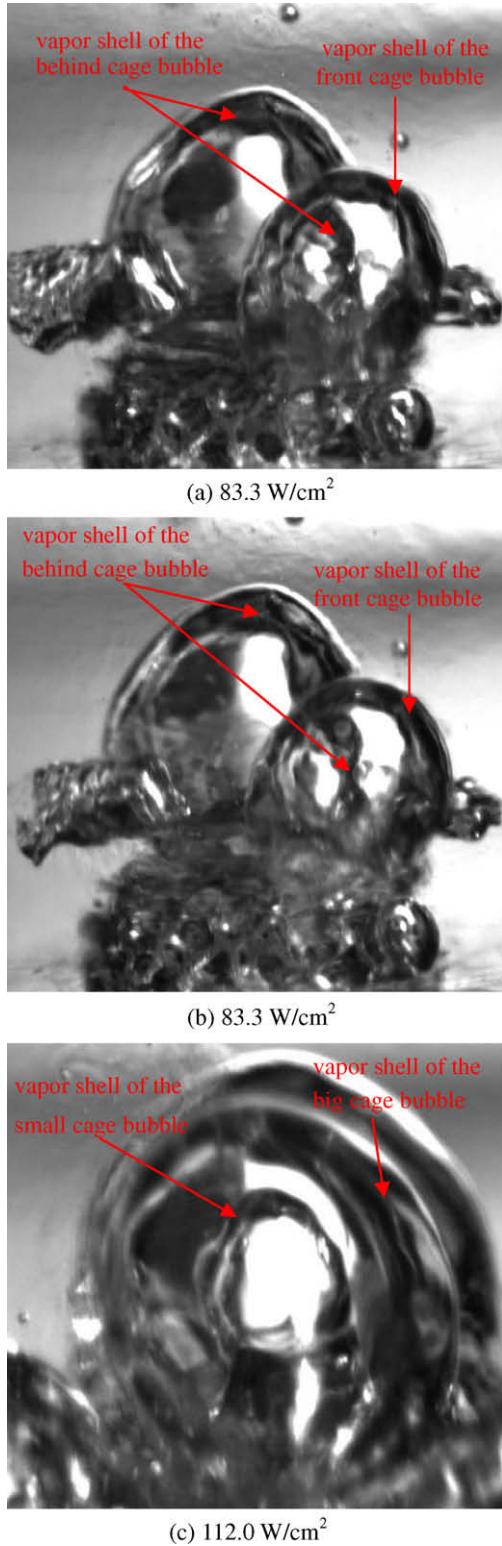 vapor shell of the
behind cage bubble
vapor shell of the
front cage bubble
(a) 83.3 W/cm²
vapor shell of the
behind cage bubble
vapor shell of the
front cage bubble
(b) 83.3 W/cm²
vapor shell of the
small cage bubble
vapor shell of the
big cage bubble
(c) 112.0 W/cm²